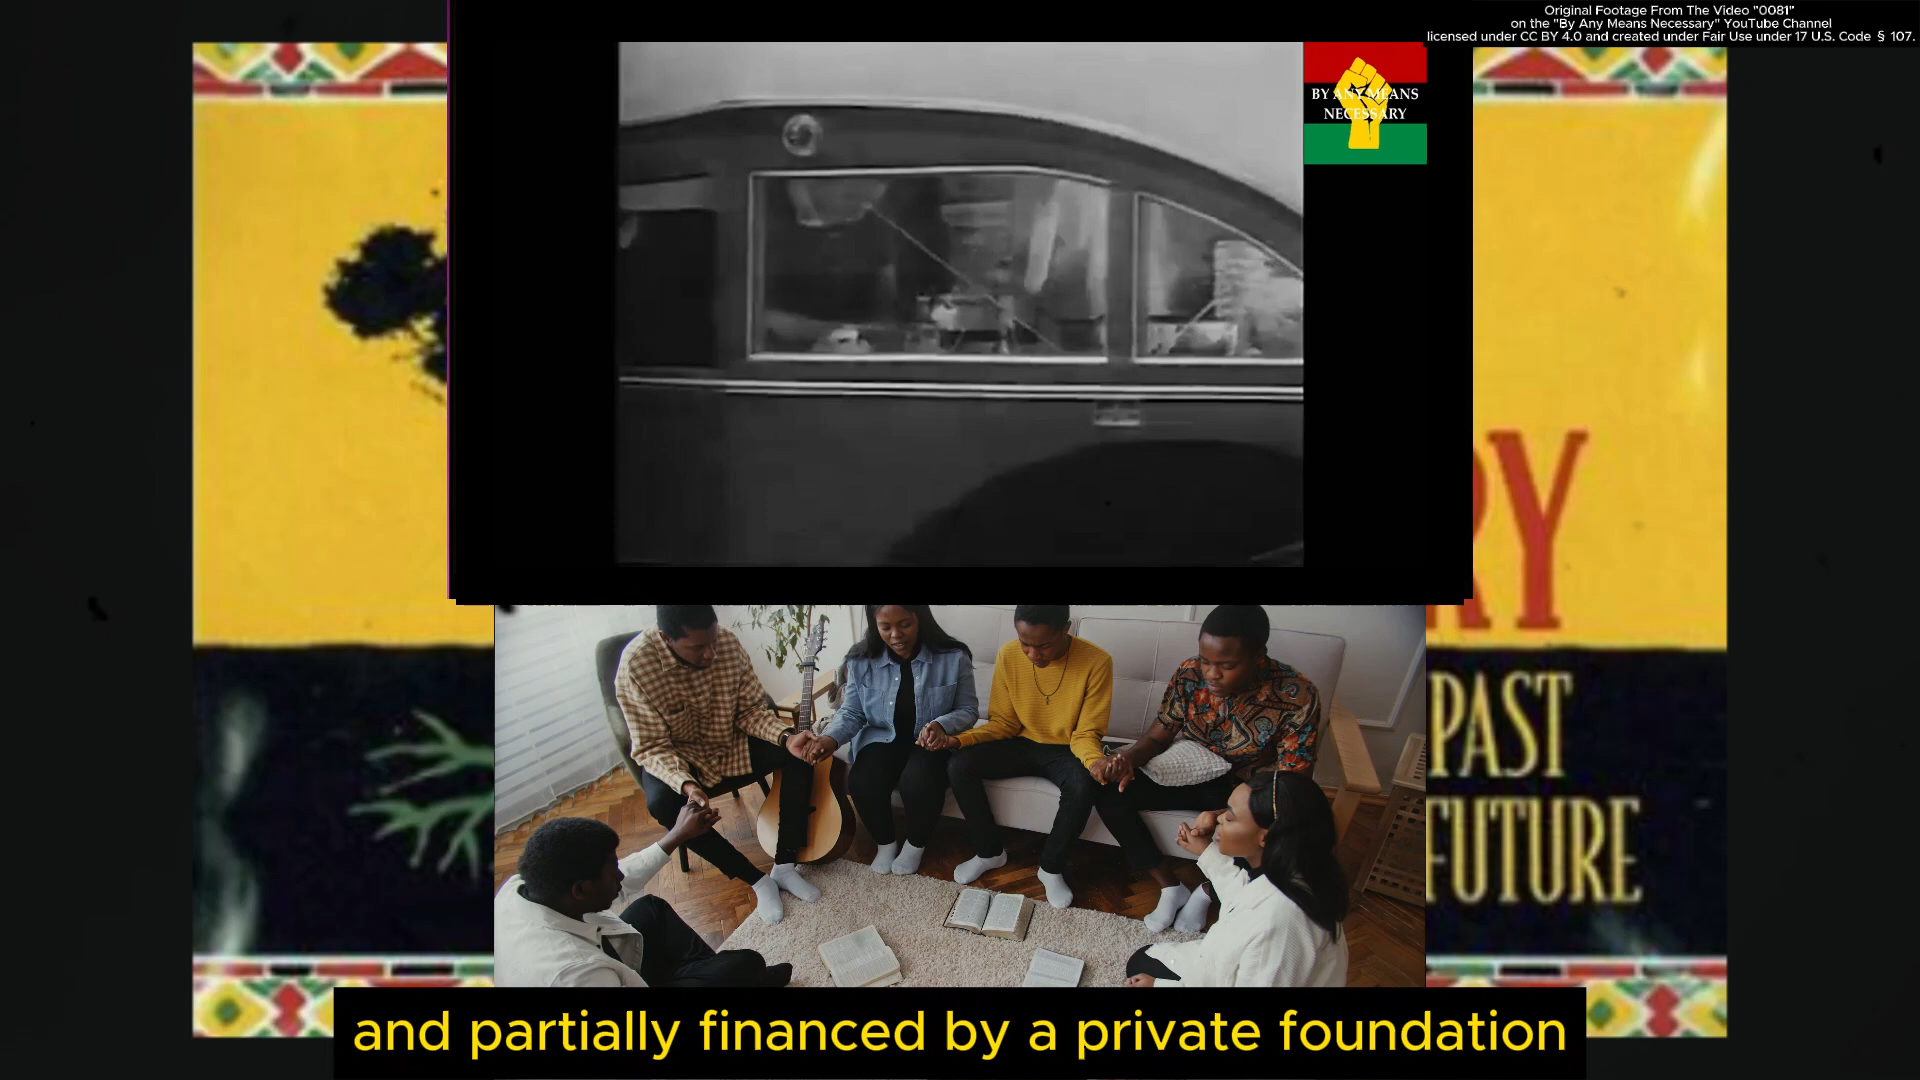 Original Footage From The Video "0081"
on the "By Any Means Necessary" YouTube Channel
licensed under CC BY 4.0 and created under Fair Use under 17 U.S. Code § 107.
BY ANY MEANS
NECESSARY
RY
PAST
FUTURE
and partially financed by a private foundation